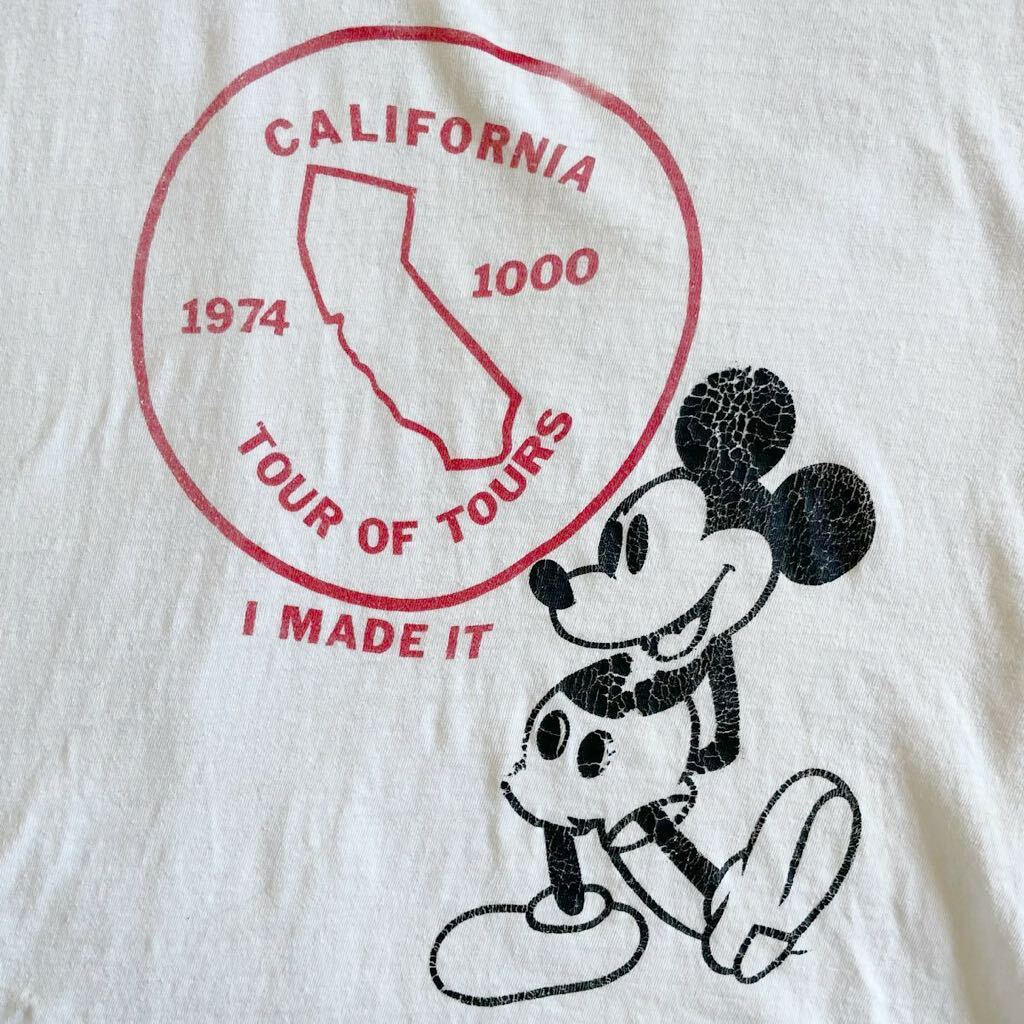 CALIFORNIA
1974
1000
TOUR OF TOURS
I MADE IT